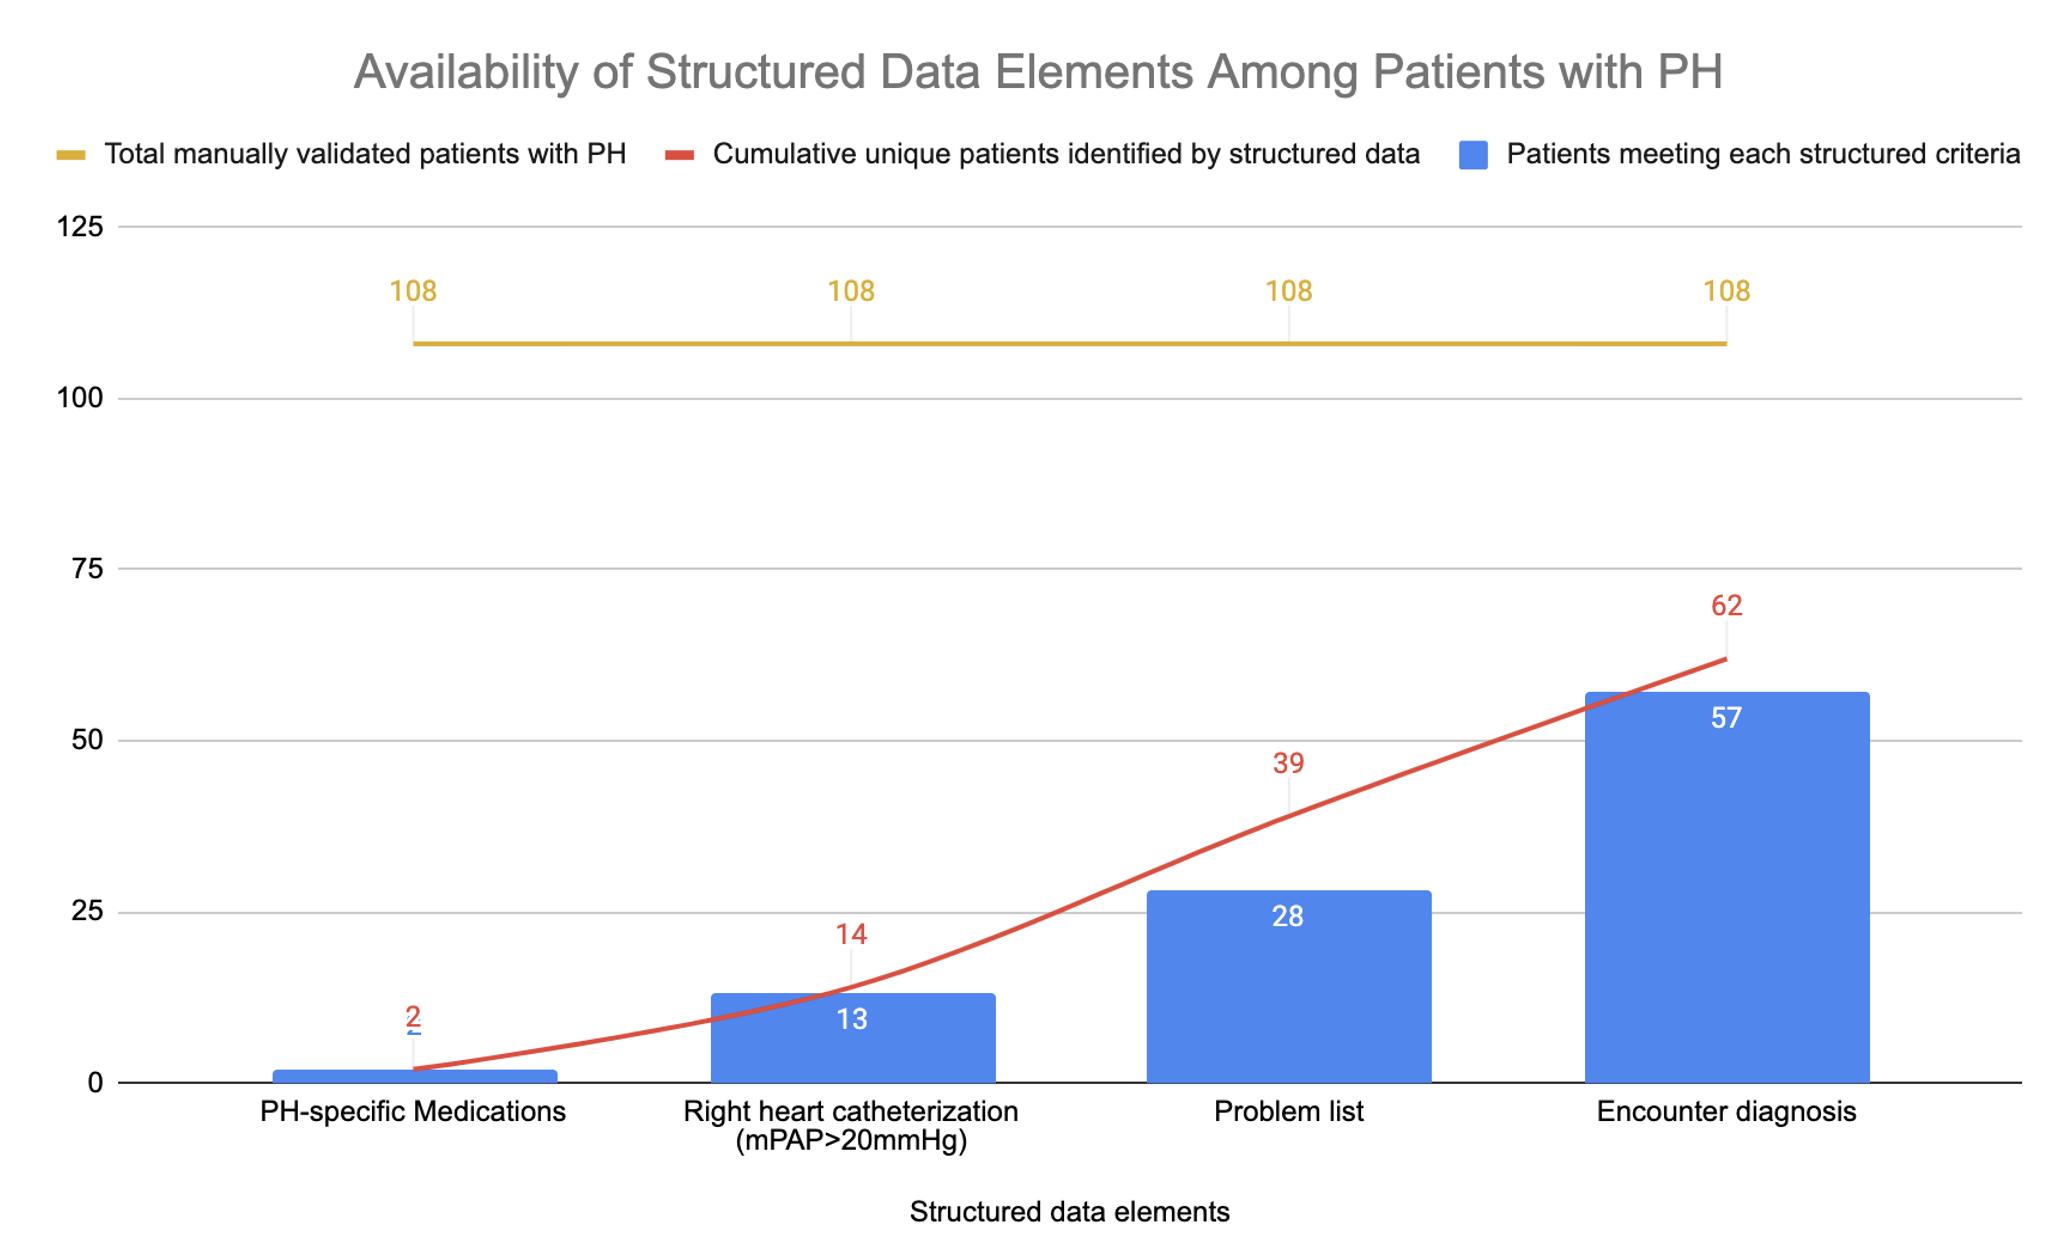 Availability of Structured Data Elements Among Patients with PH
Total manually validated patients with PH
Cumulative unique patients identified by structured data
Patients meeting each structured criteria
125
108
108
108
108
100
75
62
57
50
39
28
25
14
13
2
2
0
PH-specific Medications
Right heart catheterization
(mPAP>20mmHg)
Problem list
Encounter diagnosis
Structured data elements